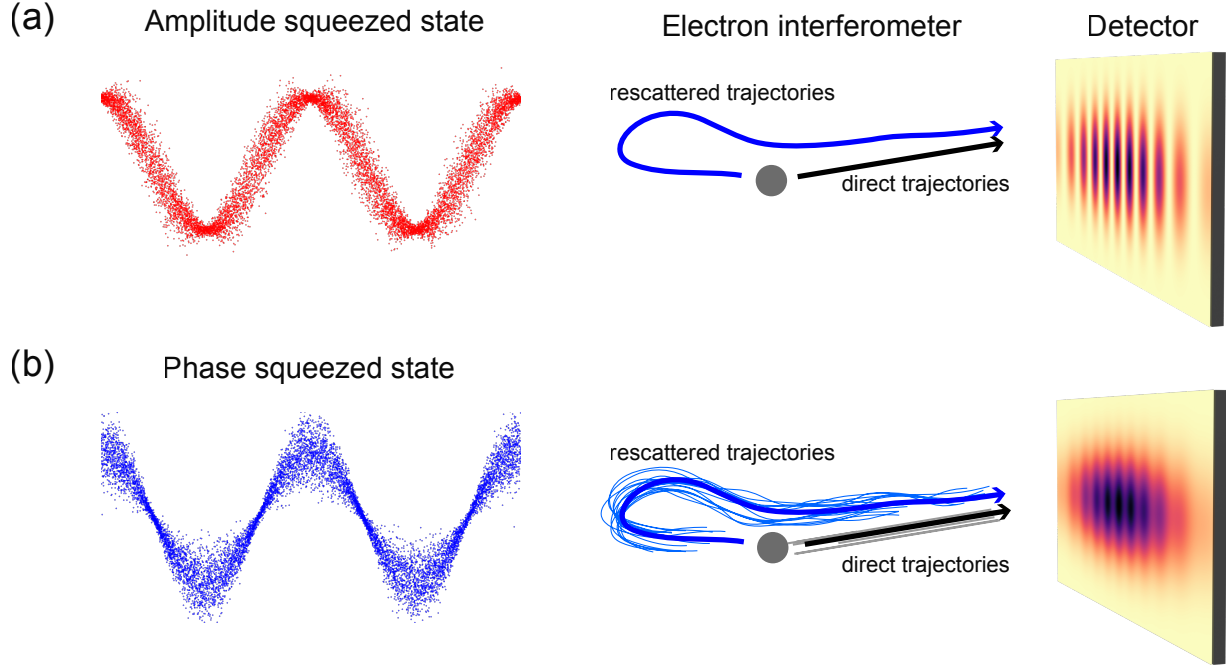 (a)
Amplitude squeezed state
Electron interferometer
Detector
rescattered trajectories
direct trajectories
(b)
Phase squeezed state
rescattered trajectories
direct trajectories